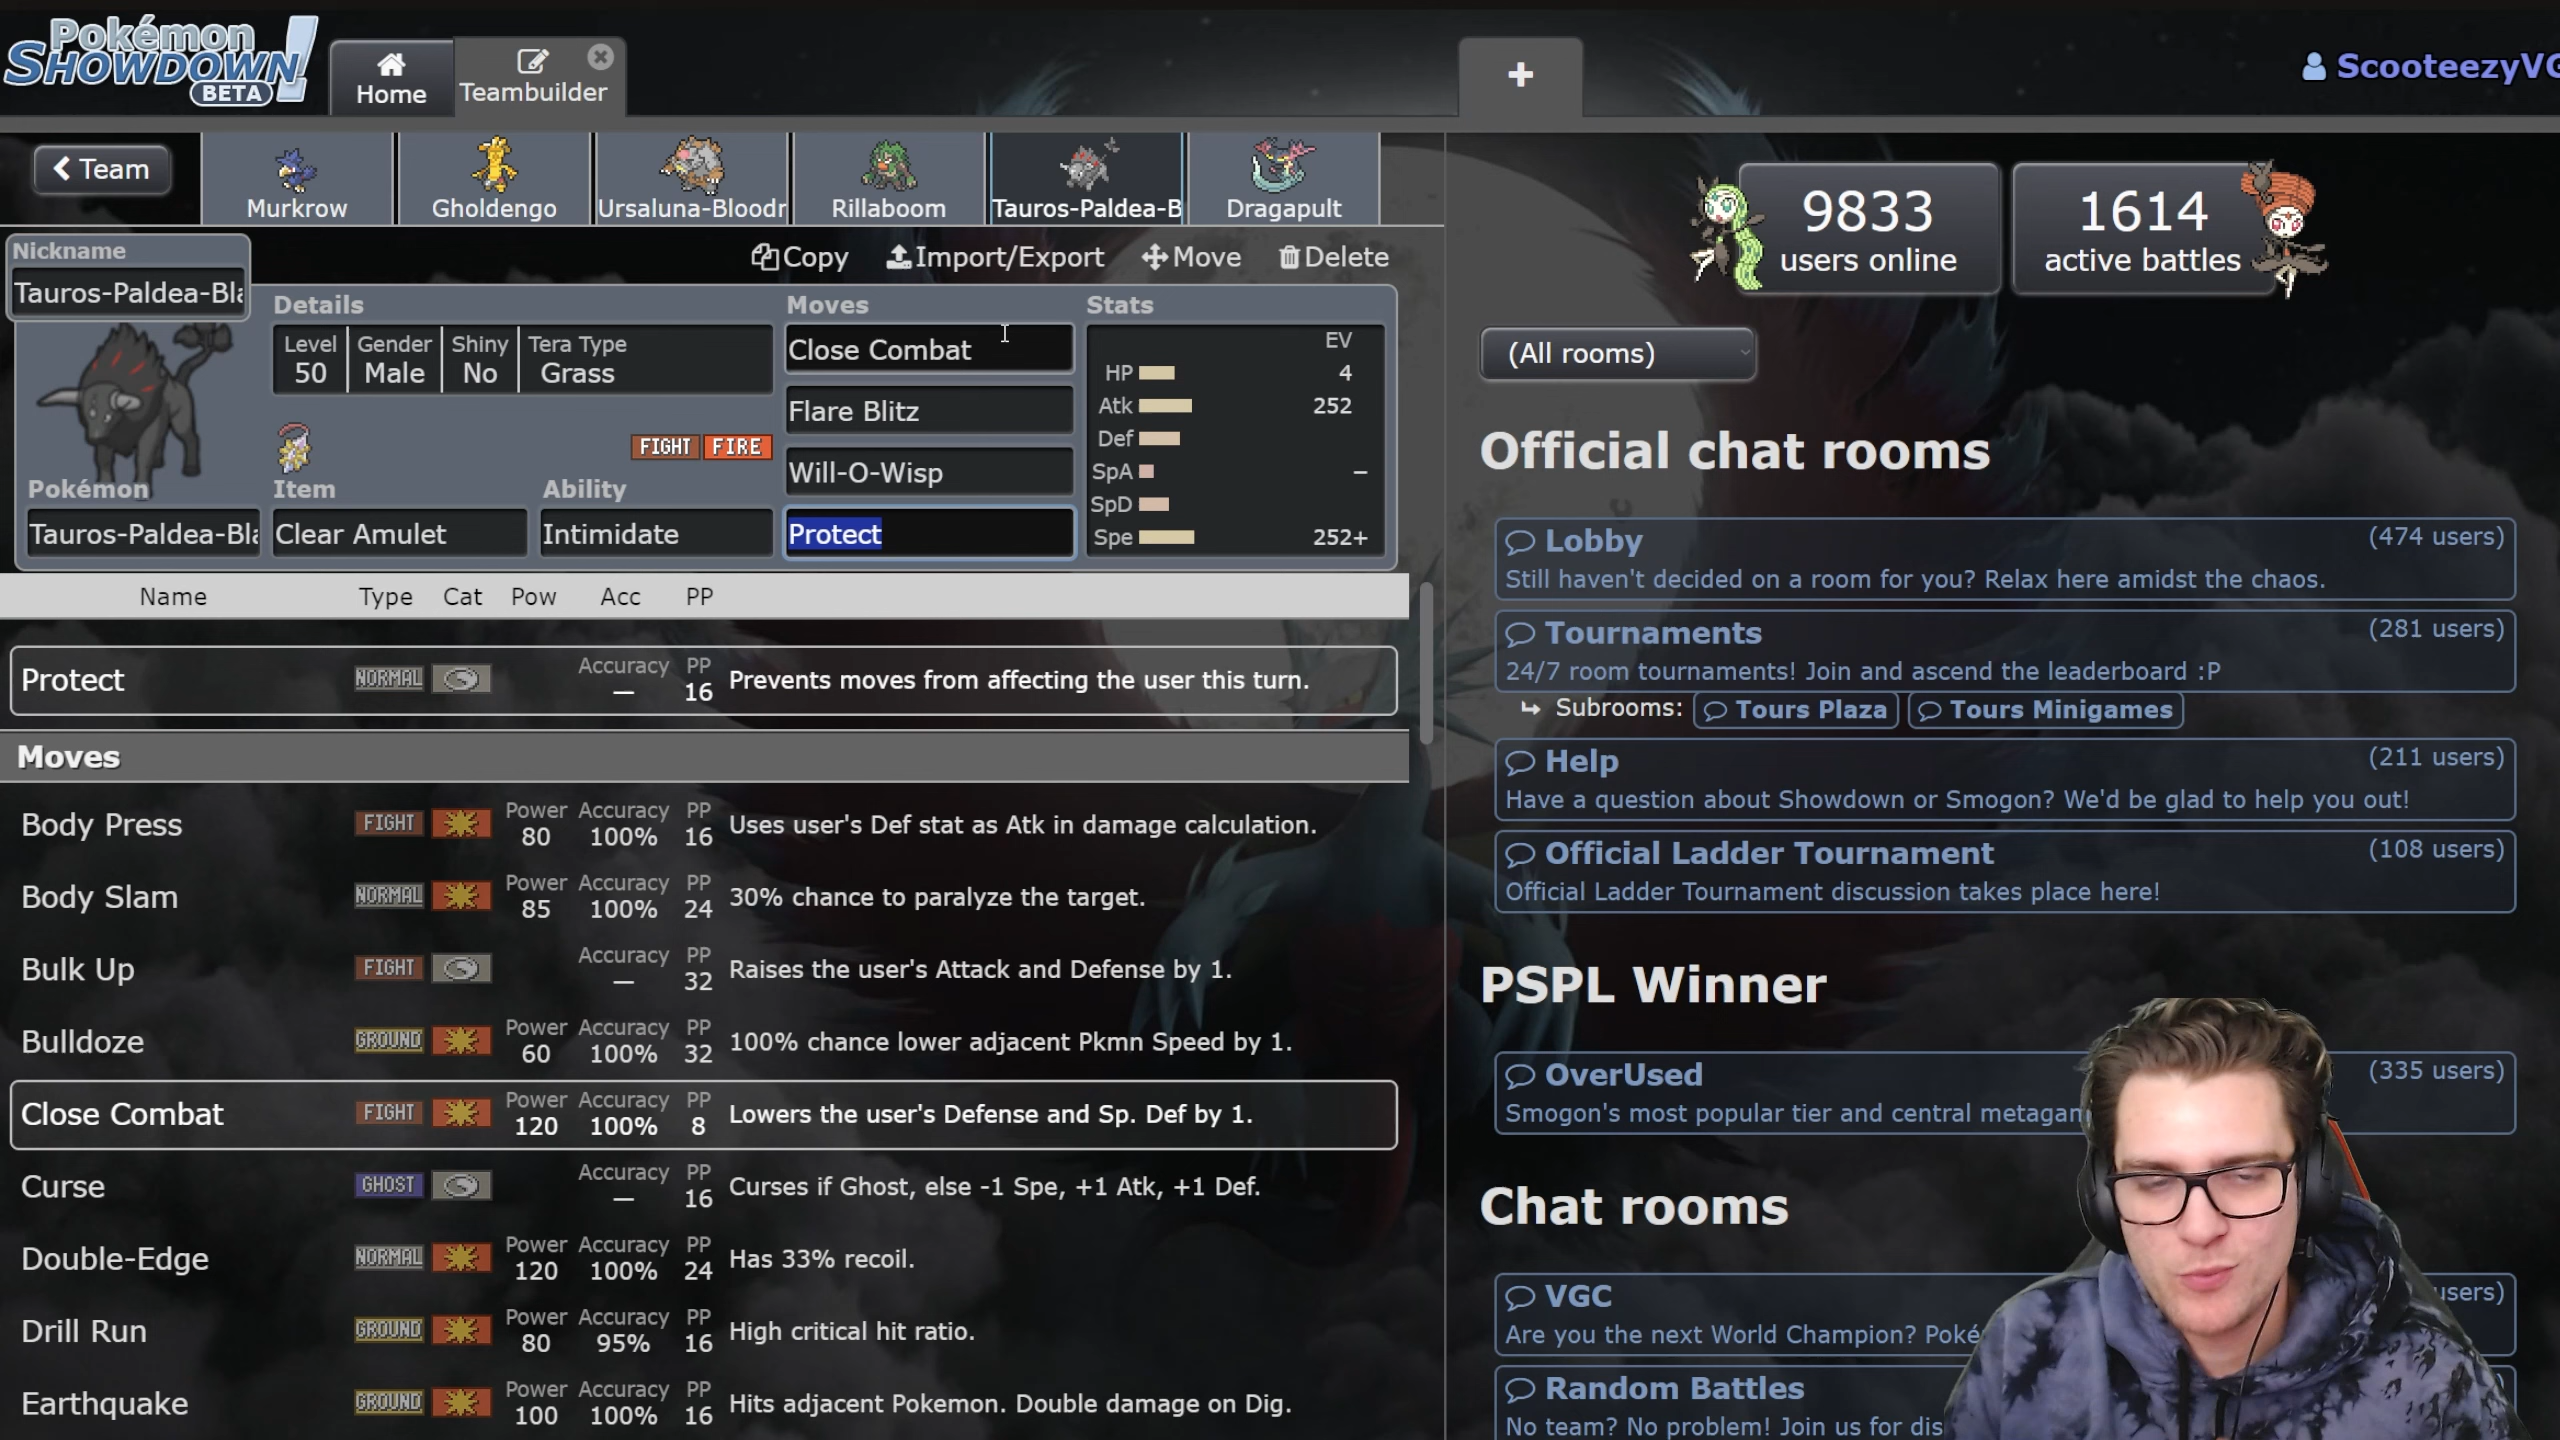 Pokémon
SHOWDOWN!
BETA
Home
Teambuilder
ScooteezyVG
Team
Murkrow
Gholdengo
Ursaluna-Bloodr
Rillaboom
Tauros-Paldea-B
Dragapult
Nickname
Tauros-Paldea-Bla
Copy Import/Export Move Delete
Details
Level Gender Shiny Tera Type
50 Male No Grass
FIGHT FIRE
Pokémon
Tauros-Paldea-Bla
Item
Clear Amulet
Ability
Intimidate
Moves
Close Combat
Flare Blitz
Will-O-Wisp
Protect
Stats
EV
HP 4
Atk 252
Def
SpA –
SpD
Spe 252+
Name Type Cat Pow Acc PP
Protect NORMAL Accuracy — PP 16 Prevents moves from affecting the user this turn.
Moves
Body Press FIGHT Power 80 Accuracy 100% PP 16 Uses user's Def stat as Atk in damage calculation.
Body Slam NORMAL Power 85 Accuracy 100% PP 24 30% chance to paralyze the target.
Bulk Up FIGHT Accuracy — PP 32 Raises the user's Attack and Defense by 1.
Bulldoze GROUND Power 60 Accuracy 100% PP 32 100% chance lower adjacent Pkmn Speed by 1.
Close Combat FIGHT Power 120 Accuracy 100% PP 8 Lowers the user's Defense and Sp. Def by 1.
Curse GHOST Accuracy — PP 16 Curses if Ghost, else -1 Spe, +1 Atk, +1 Def.
Double-Edge NORMAL Power 120 Accuracy 100% PP 24 Has 33% recoil.
Drill Run GROUND Power 80 Accuracy 95% PP 16 High critical hit ratio.
Earthquake GROUND Power 100 Accuracy 100% PP 16 Hits adjacent Pokemon. Double damage on Dig.
9833
users online
1614
active battles
(All rooms)
Official chat rooms
Lobby (474 users)
Still haven't decided on a room for you? Relax here amidst the chaos.
Tournaments (281 users)
24/7 room tournaments! Join and ascend the leaderboard :P
Subrooms: Tours Plaza Tours Minigames
Help (211 users)
Have a question about Showdown or Smogon? We'd be glad to help you out!
Official Ladder Tournament (108 users)
Official Ladder Tournament discussion takes place here!
PSPL Winner
OverUsed (335 users)
Smogon's most popular tier and central metagam
Chat rooms
VGC users)
Are you the next World Champion? Poké
Random Battles
No team? No problem! Join us for dis